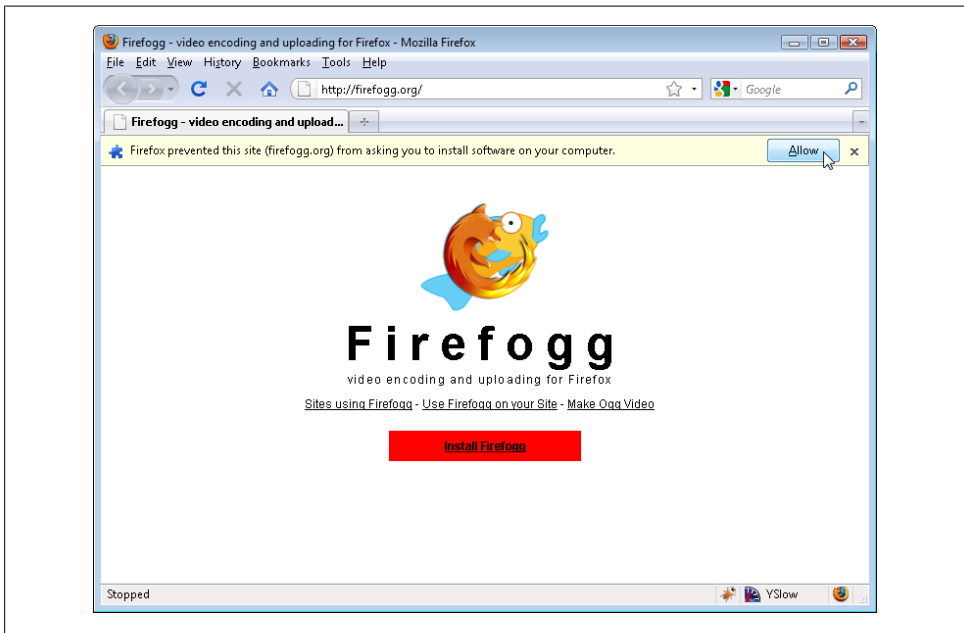 Firefogg - video encoding and uploading for Firefox - Mozilla Firefox
File Edit View History Bookmarks Tools Help
http://firefogg.org/
Google
Firefogg - video encoding and upload...
Firefox prevented this site (firefogg.org) from asking you to install software on your computer.
Allow
Firefogg
video encoding and uploading for Firefox
Sites using Firefogg - Use Firefogg on your Site - Make Ogg Video
Install Firefogg
Stopped
YSlow